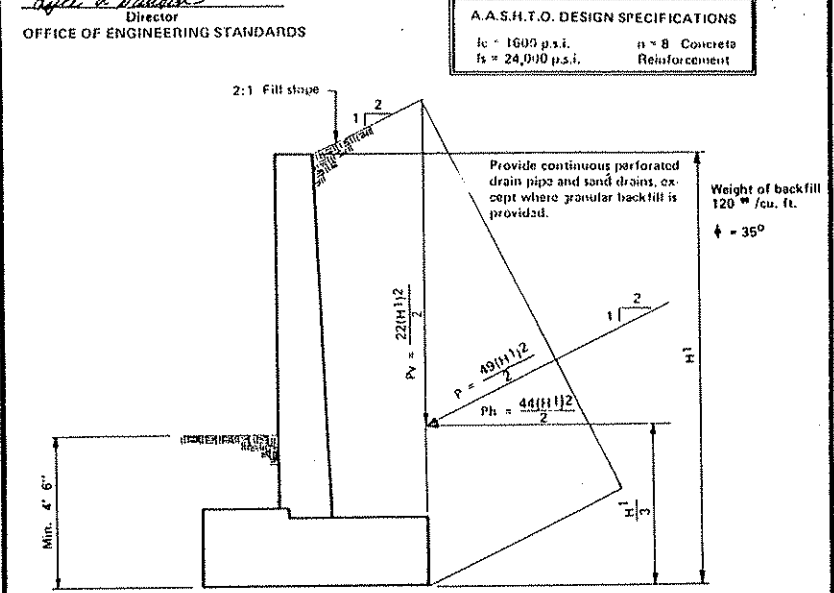 Director
OFFICE OF ENGINEERING STANDARDS
A.A.S.H.T.O. DESIGN SPECIFICATIONS
fc - 1600 p.s.i. n = 8 Concrete
fs = 24,000 p.s.i. Reinforcement
2:1 Fill slope
1 2
Provide continuous perforated
drain pipe and sand drains, ex-
cept where granular backfill is
provided.
Weight of backfill
120 # /cu. ft.
ϕ - 35°
Pv = 22(H¹)2 / 2
1 2
P = 49(H¹)2 / 2
Ph = 44(H¹)2 / 2
H¹
H¹/3
Min. 4' 6"